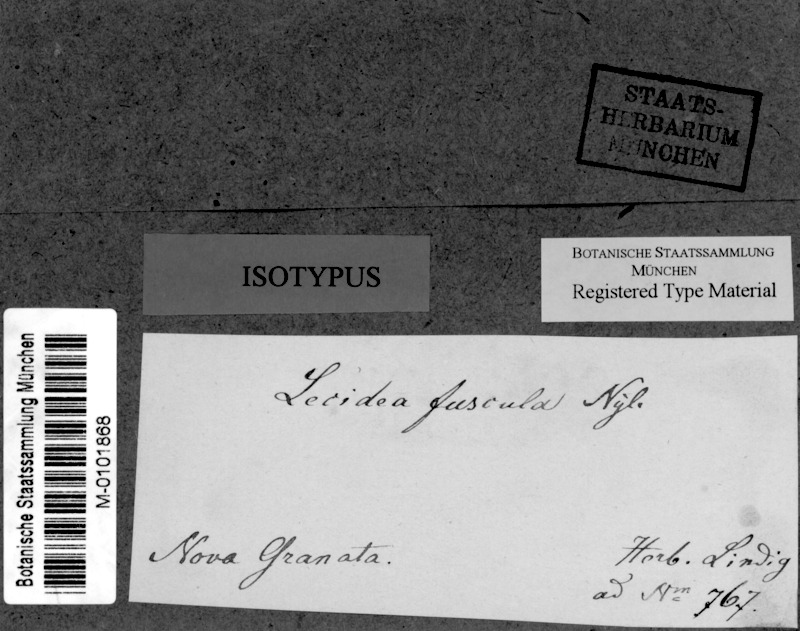 STAATS-
HERBARIUM
MÜNCHEN
ISOTYPUS
BOTANISCHE STAATSSAMMLUNG
MÜNCHEN
Registered Type Material
Botanische Staatssammlung München
M-0101868
Lecidea fuscula Nyl.
Nova Granata.
Herb. Lindig
ad Nm 767.